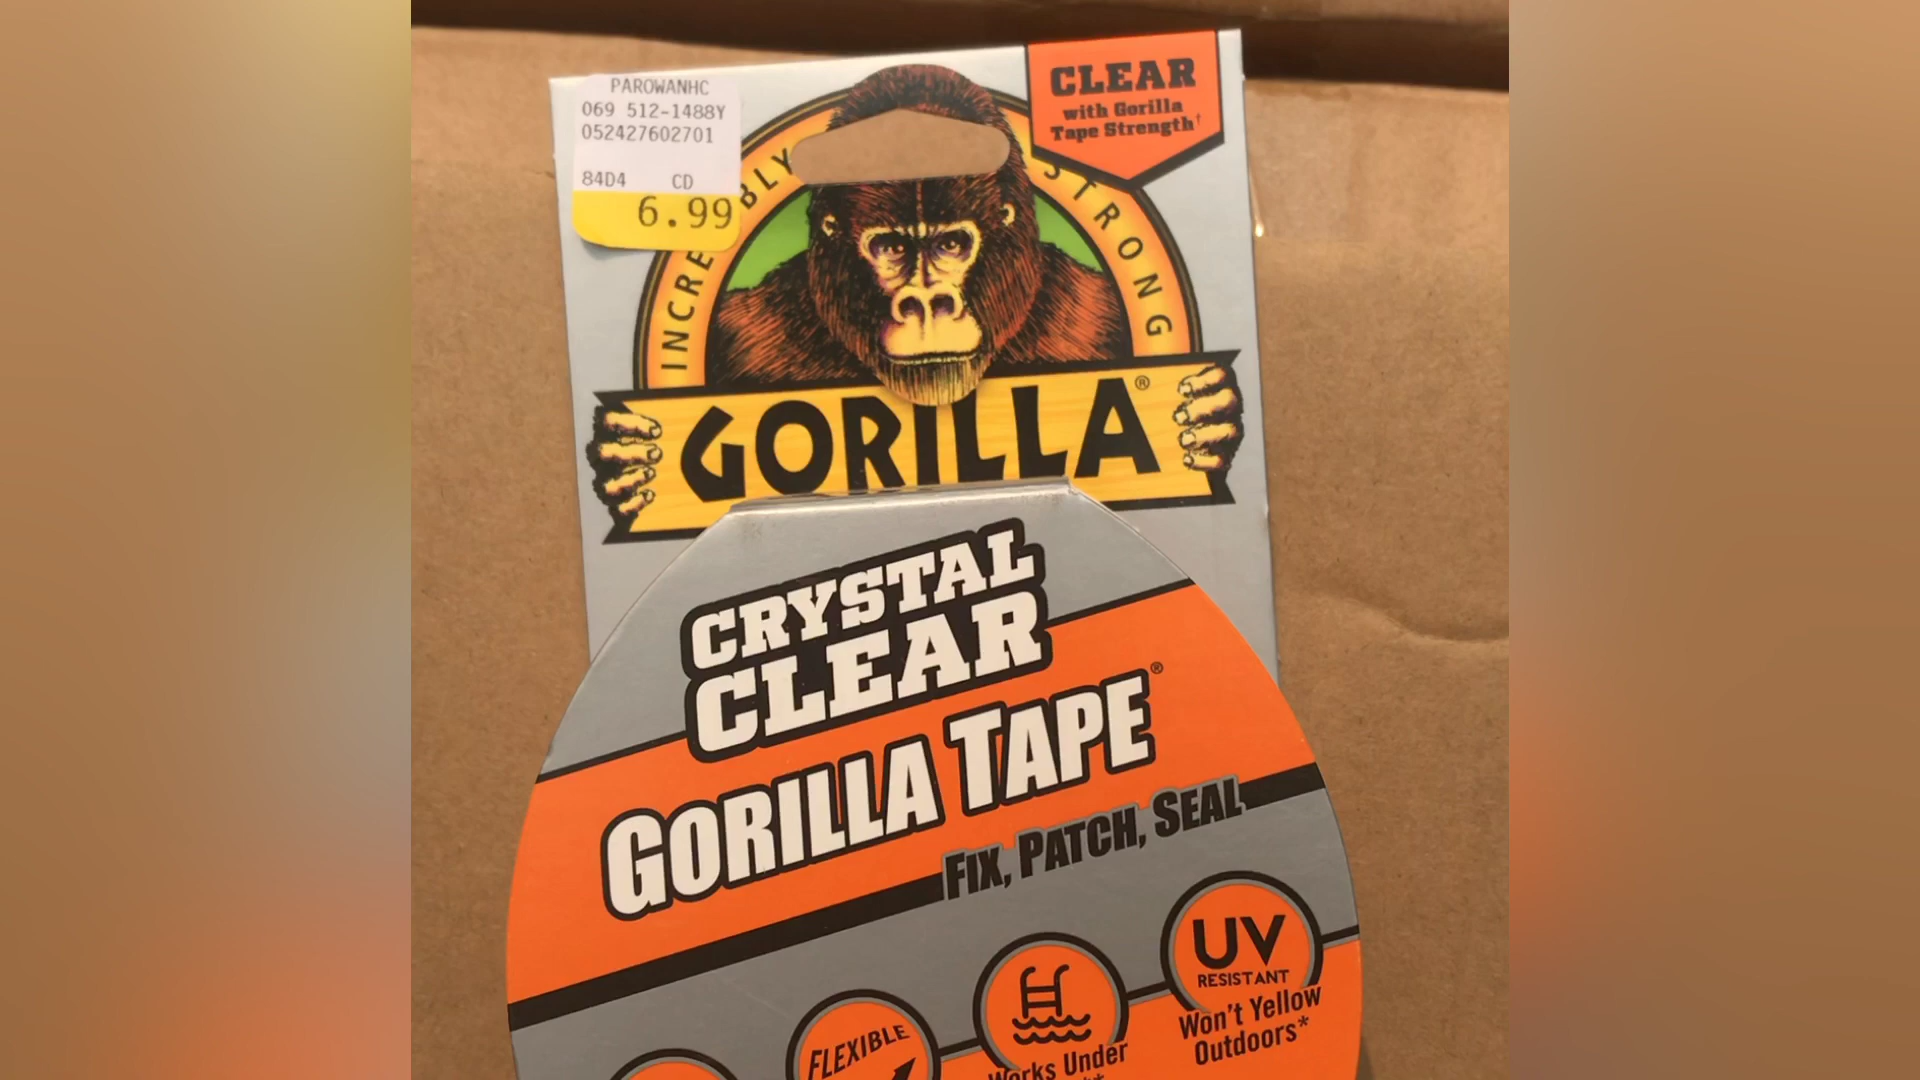 PAROWANHC
069 512-1488Y
052427602701
84D4 CD
6.99
CLEAR
with Gorilla
Tape Strength†
INCREDIBLY STRONG
GORILLA®
CRYSTAL
CLEAR
GORILLA TAPE®
FIX, PATCH, SEAL
UV
RESISTANT
Won't Yellow
Outdoors*
FLEXIBLE
Works Under